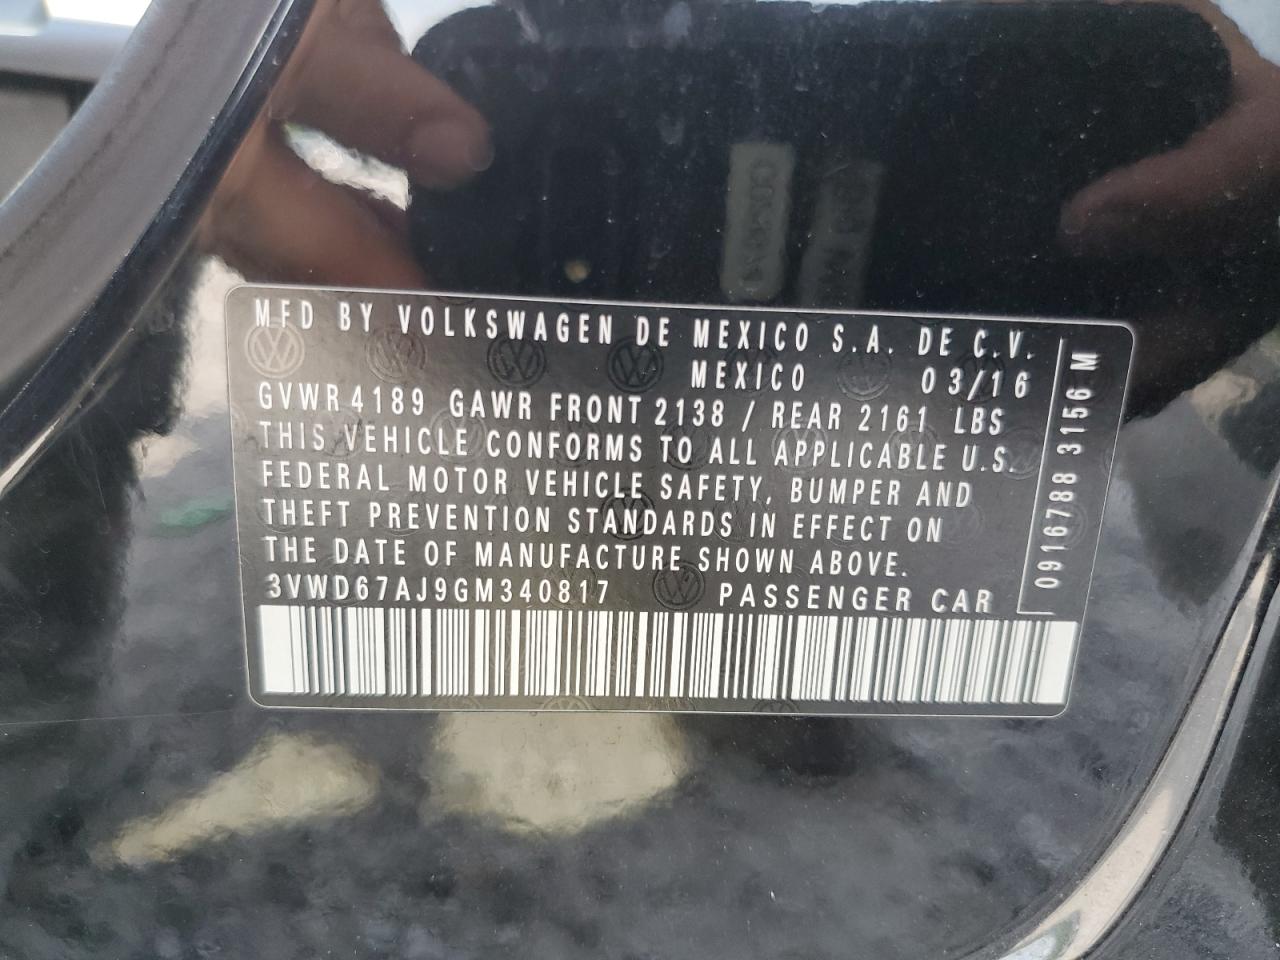 MFD BY VOLKSWAGEN DE MEXICO S.A. DE C.V.
MEXICO 03/16
GVWR 4189 GAWR FRONT 2138 / REAR 2161 LBS
THIS VEHICLE CONFORMS TO ALL APPLICABLE U.S.
FEDERAL MOTOR VEHICLE SAFETY, BUMPER AND
THEFT PREVENTION STANDARDS IN EFFECT ON
THE DATE OF MANUFACTURE SHOWN ABOVE.
3VWD67AJ9GM340817 PASSENGER CAR
0916788 3156 M